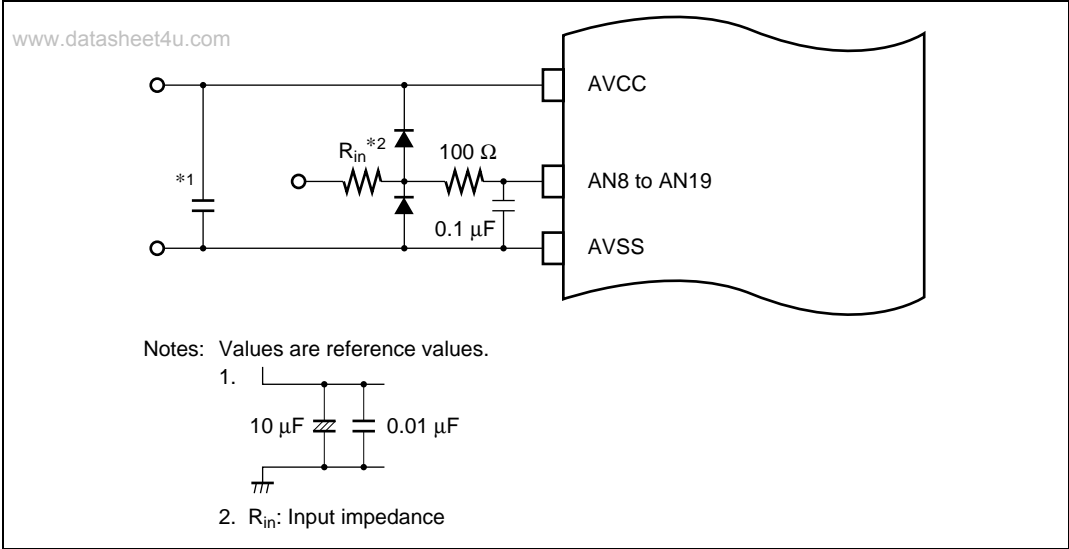 www.datasheet4u.com
AVCC
Rin*2
100 Ω
*1
AN8 to AN19
0.1 μF
AVSS
Notes: Values are reference values.
1.
10 μF
0.01 μF
2. Rin: Input impedance